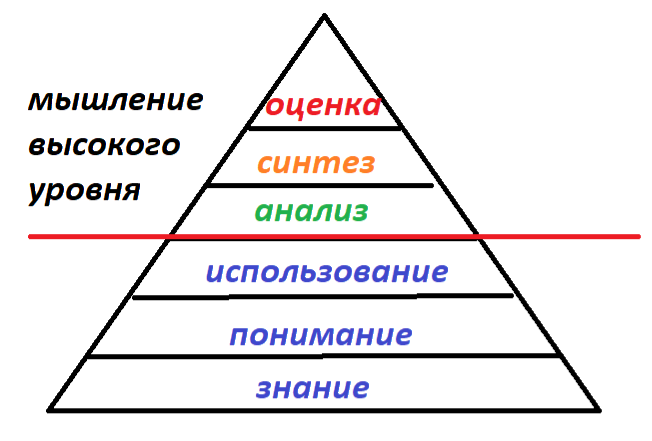 мышление
высокого
уровня
оценка
синтез
анализ
использование
понимание
знание